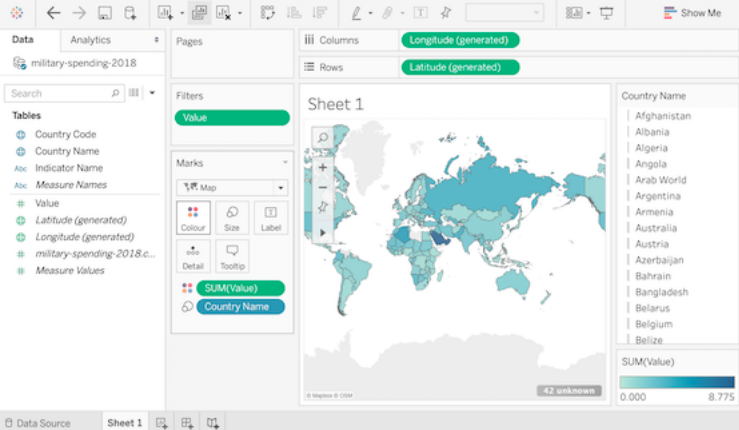 Show Me
Data
Analytics
military-spending-2018
Search
Tables
Country Code
Country Name
Abc Indicator Name
Abc Measure Names
# Value
Latitude (generated)
Longitude (generated)
# military-spending-2018.c...
# Measure Values
Pages
Filters
Value
Marks
Map
Colour
Size
Label
Detail
Tooltip
SUM(Value)
Country Name
Columns
Longitude (generated)
Rows
Latitude (generated)
Sheet 1
© Mapbox © OSM
42 unknown
Country Name
Afghanistan
Albania
Algeria
Angola
Arab World
Argentina
Armenia
Australia
Austria
Azerbaijan
Bahrain
Bangladesh
Belarus
Belgium
Belize
SUM(Value)
0.000 8.775
Data Source
Sheet 1